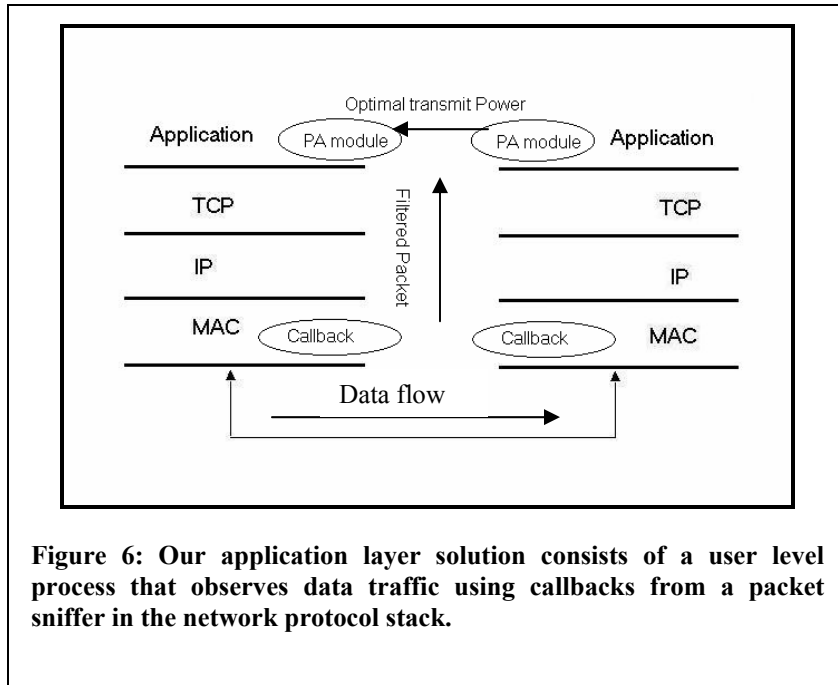 Optimal transmit Power
Application
PA module
PA module
Application
TCP
Filtered Packet
TCP
IP
IP
MAC
Callback
Callback
MAC
Data flow
Figure 6: Our application layer solution consists of a user level
process that observes data traffic using callbacks from a packet
sniffer in the network protocol stack.